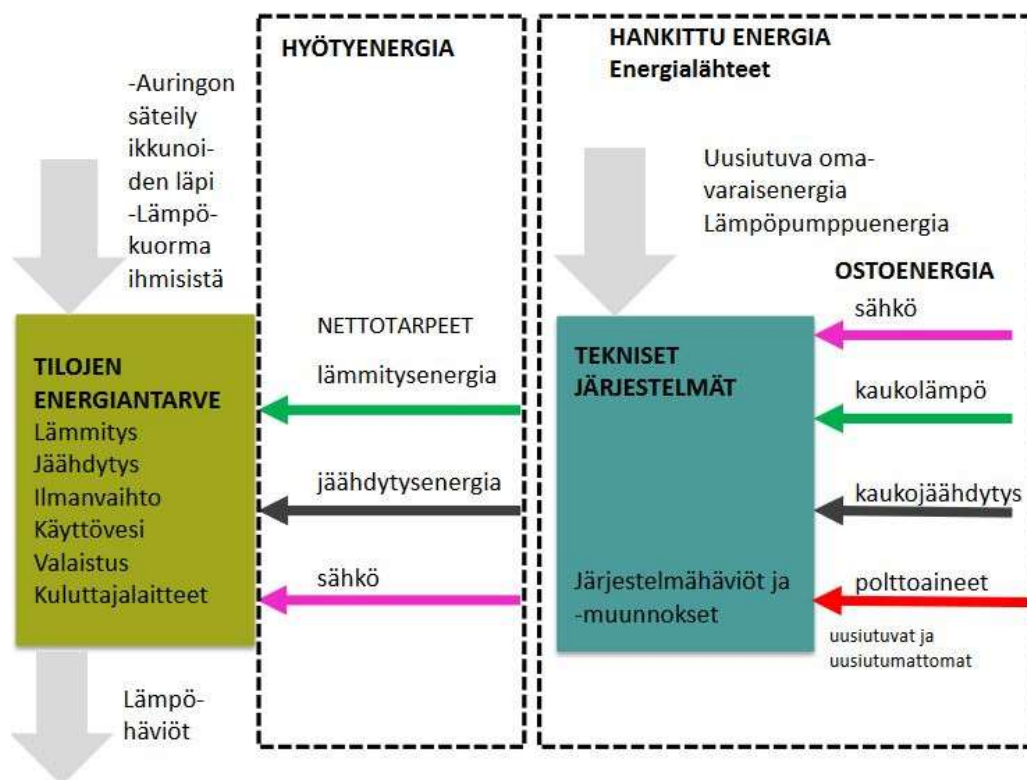 -Auringon
säteily
ikkunoi-
den läpi
-Lämpö-
kuorma
ihmisistä
TILOJEN
ENERGIANTARVE
Lämmitys
Jäähdytys
Ilmanvaihto
Käyttövesi
Valaistus
Kuluttajalaitteet
Lämpö-
häviöt
HYÖTYENERGIA
NETTOTARPEET
lämmitysenergia
jäähdytysenergia
sähkö
HANKITTU ENERGIA
Energialähteet
Uusiutuva oma-
varaisenergia
Lämpöpumppuenergia
TEKNISET
JÄRJESTELMÄT
Järjestelmähäviöt ja
-muunnokset
OSTOENERGIA
sähkö
kaukolämpö
kaukojäähdytys
polttoaineet
uusiutuvat ja
uusiutumattomat